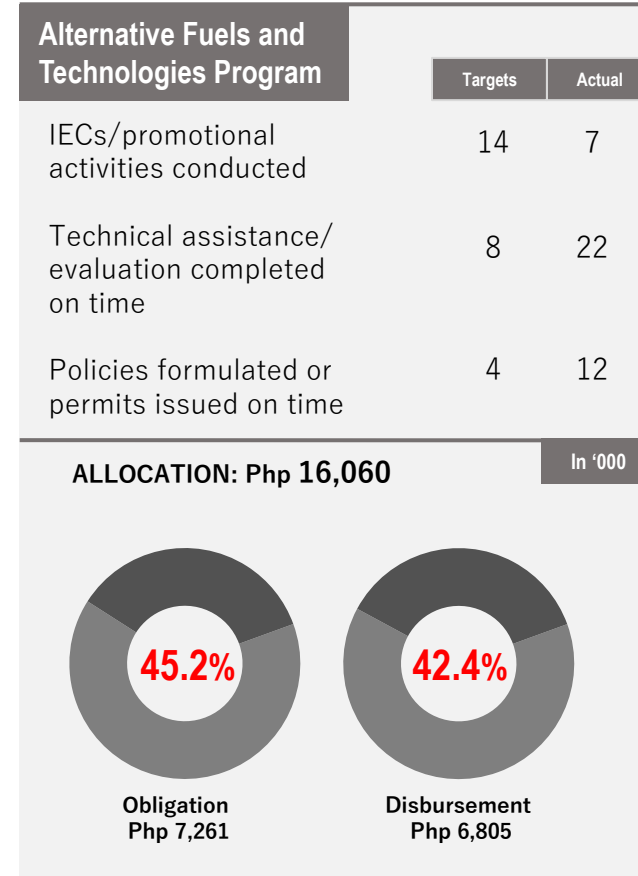 Alternative Fuels and
Technologies Program
Targets Actual
IECs/promotional
activities conducted
14 7
Technical assistance/
evaluation completed
on time
8 22
Policies formulated or
permits issued on time
4 12
ALLOCATION: Php 16,060
In ‘000
45.2%
42.4%
Obligation
Php 7,261
Disbursement
Php 6,805